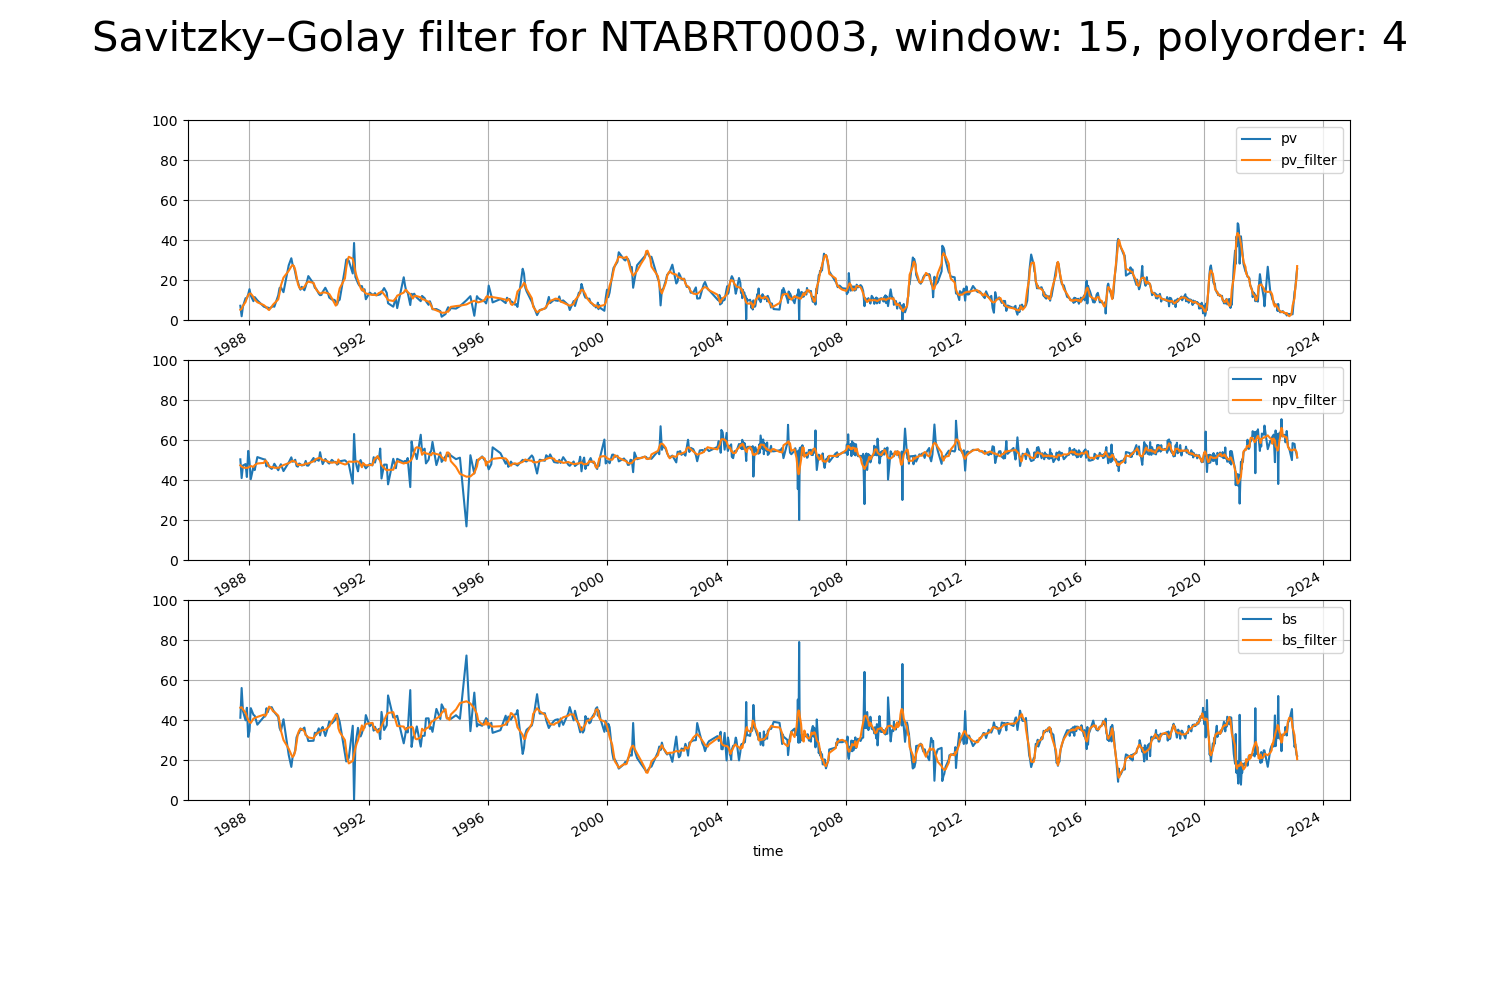 Savitzky–Golay filter for NTABRT0003, window: 15, polyorder: 4
100
80
60
40
20
0
pv
pv_filter
1988 1992 1996 2000 2004 2008 2012 2016 2020 2024
100
80
60
40
20
0
npv
npv_filter
1988 1992 1996 2000 2004 2008 2012 2016 2020 2024
100
80
60
40
20
0
bs
bs_filter
1988 1992 1996 2000 2004 2008 2012 2016 2020 2024
time